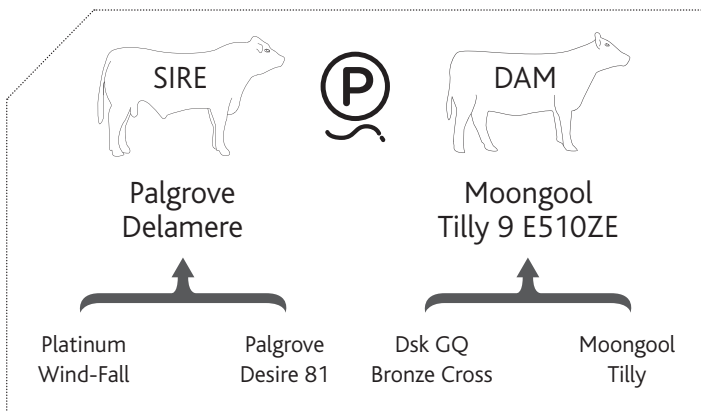 SIRE
P
DAM
Palgrove
Delamere
Moongool
Tilly 9 E510ZE
Platinum
Wind-Fall
Palgrove
Desire 81
Dsk GQ
Bronze Cross
Moongool
Tilly